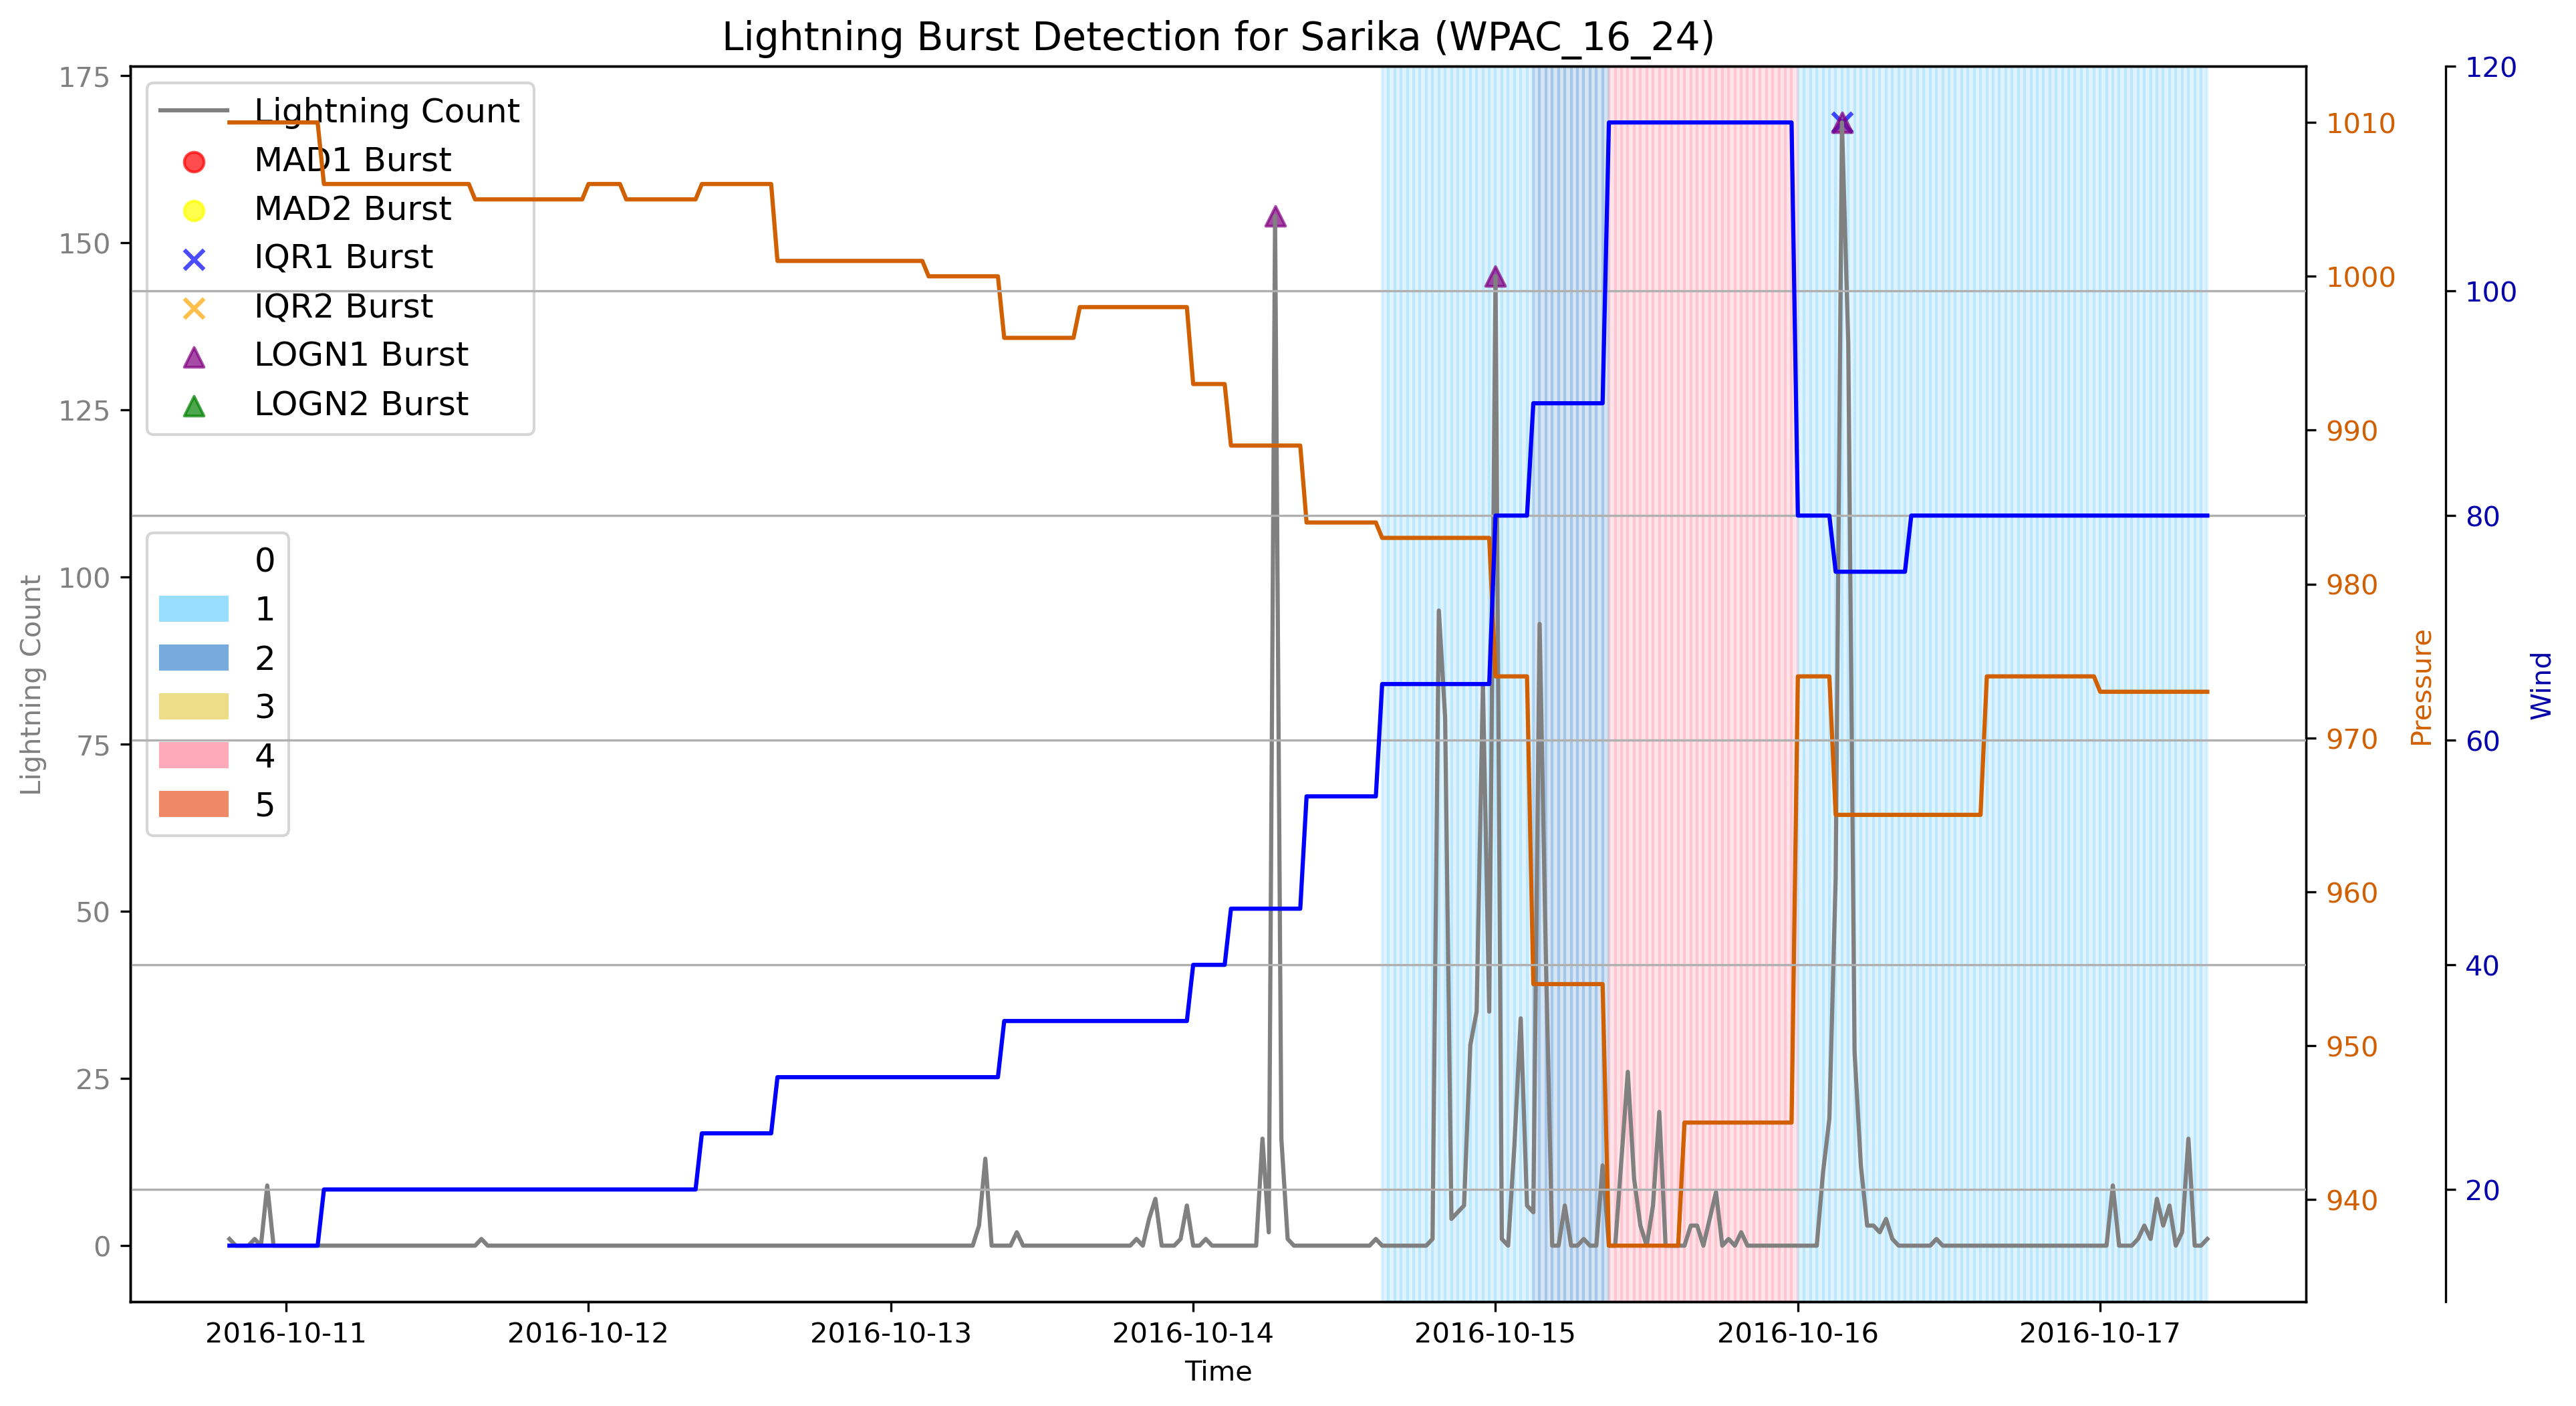 Lightning Burst Detection for Sarika (WPAC_16_24)
Lightning Count
MAD1 Burst
MAD2 Burst
IQR1 Burst
IQR2 Burst
LOGN1 Burst
LOGN2 Burst
0
1
2
3
4
5
175
150
125
100
75
50
25
0
Lightning Count
2016-10-11 2016-10-12 2016-10-13 2016-10-14 2016-10-15 2016-10-16 2016-10-17
Time
1010
1000
990
980
970
960
950
940
Pressure
120
100
80
60
40
20
Wind